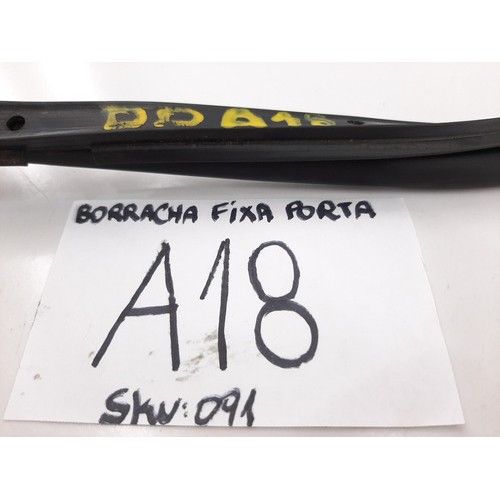 DD A18
BORRACHA FIXA PORTA
A18
SKU: 091